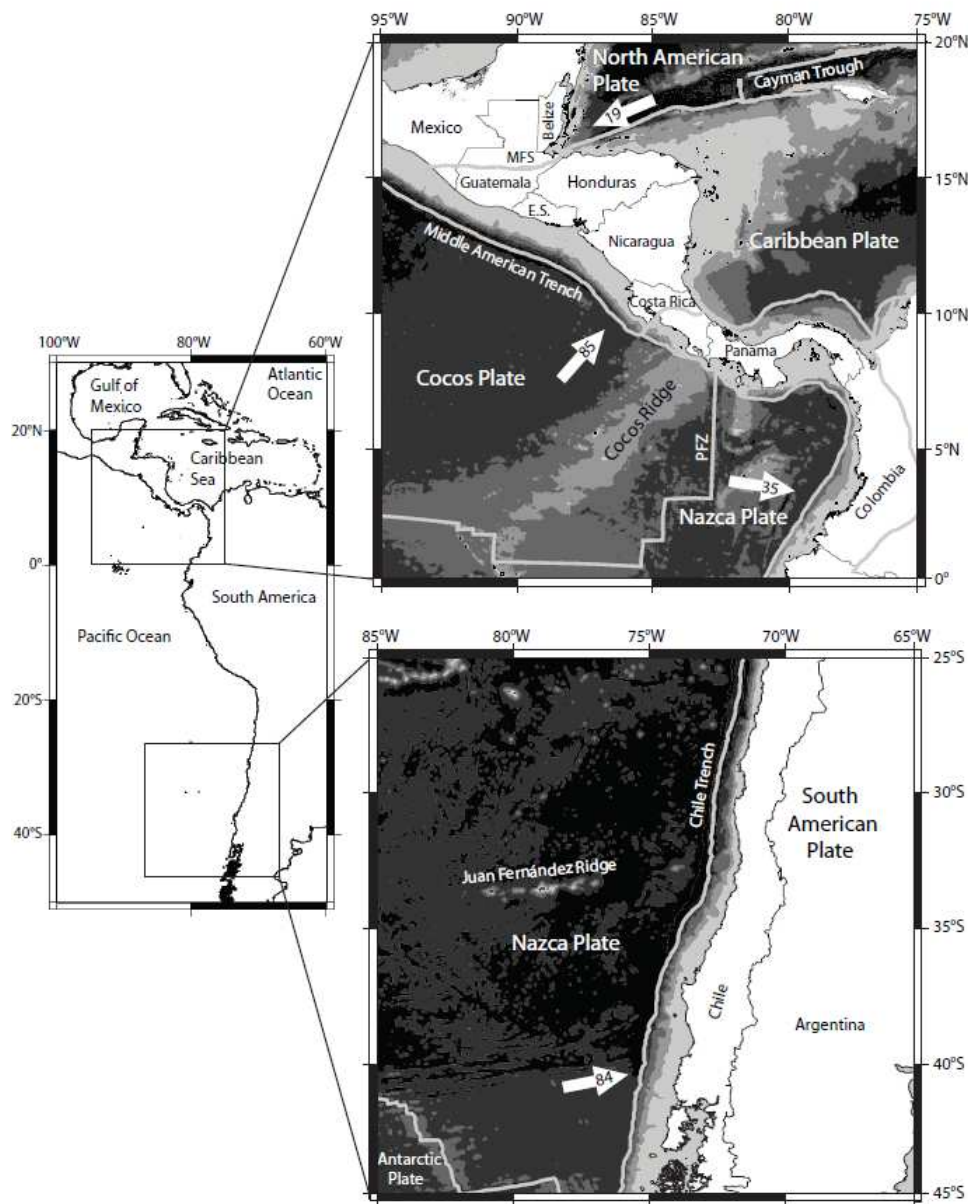 95°W 90°W 85°W 80°W 75°W
20°N
North American
Plate
Cayman Trough
19
Belize
Mexico
MFS
15°N
Guatemala
Honduras
E.S.
Nicaragua
Caribbean Plate
Middle American Trench
Costa Rica
10°N
85
Panama
Cocos Plate
Cocos Ridge
PFZ
5°N
35
Nazca Plate
Colombia
0°
100°W 80°W 60°W
Gulf of
Mexico
Atlantic
Ocean
20°N
Caribbean
Sea
0°
South America
Pacific Ocean
20°S
40°S
85°W 80°W 75°W 70°W 65°W
25°S
Chile Trench
30°S
South
American
Plate
Juan Fernández Ridge
35°S
Nazca Plate
Chile
Argentina
40°S
84
Antarctic
Plate
45°S